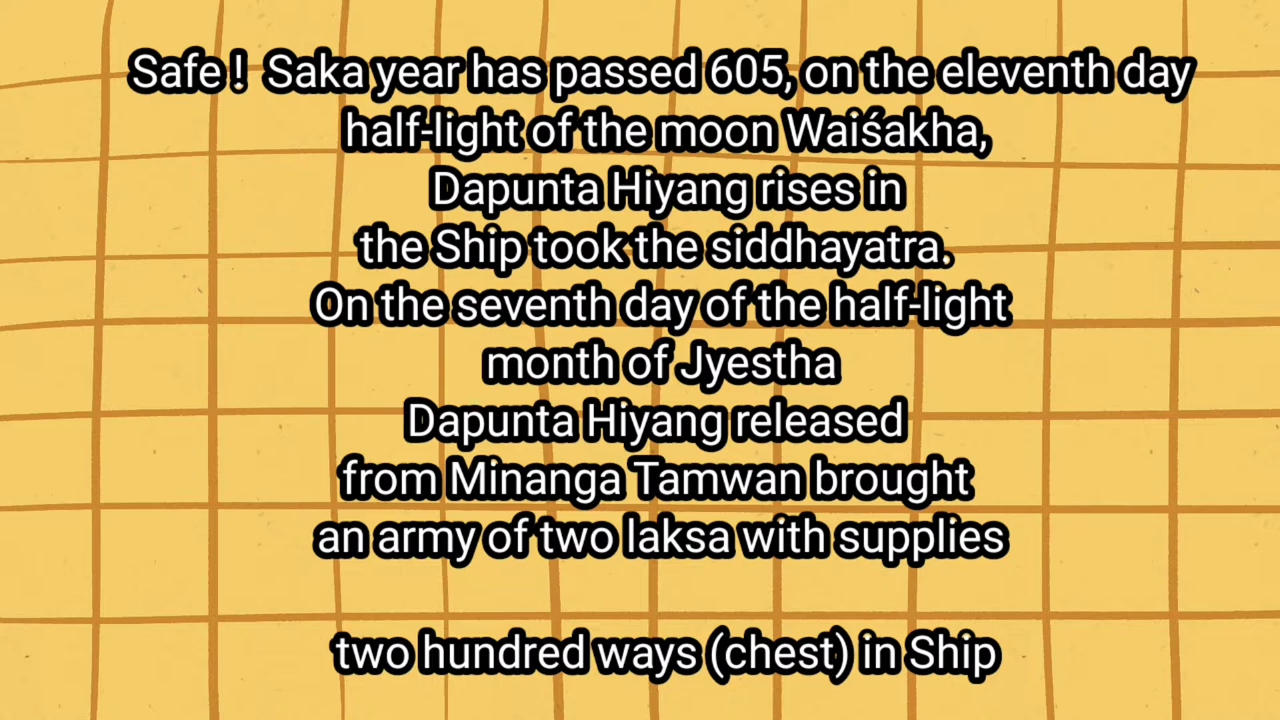 Safe ! Saka year has passed 605, on the eleventh day
half-light of the moon Waiśakha,
Dapunta Hiyang rises in
the Ship took the siddhayatra.
On the seventh day of the half-light
month of Jyestha
Dapunta Hiyang released
from Minanga Tamwan brought
an army of two laksa with supplies
two hundred ways (chest) in Ship